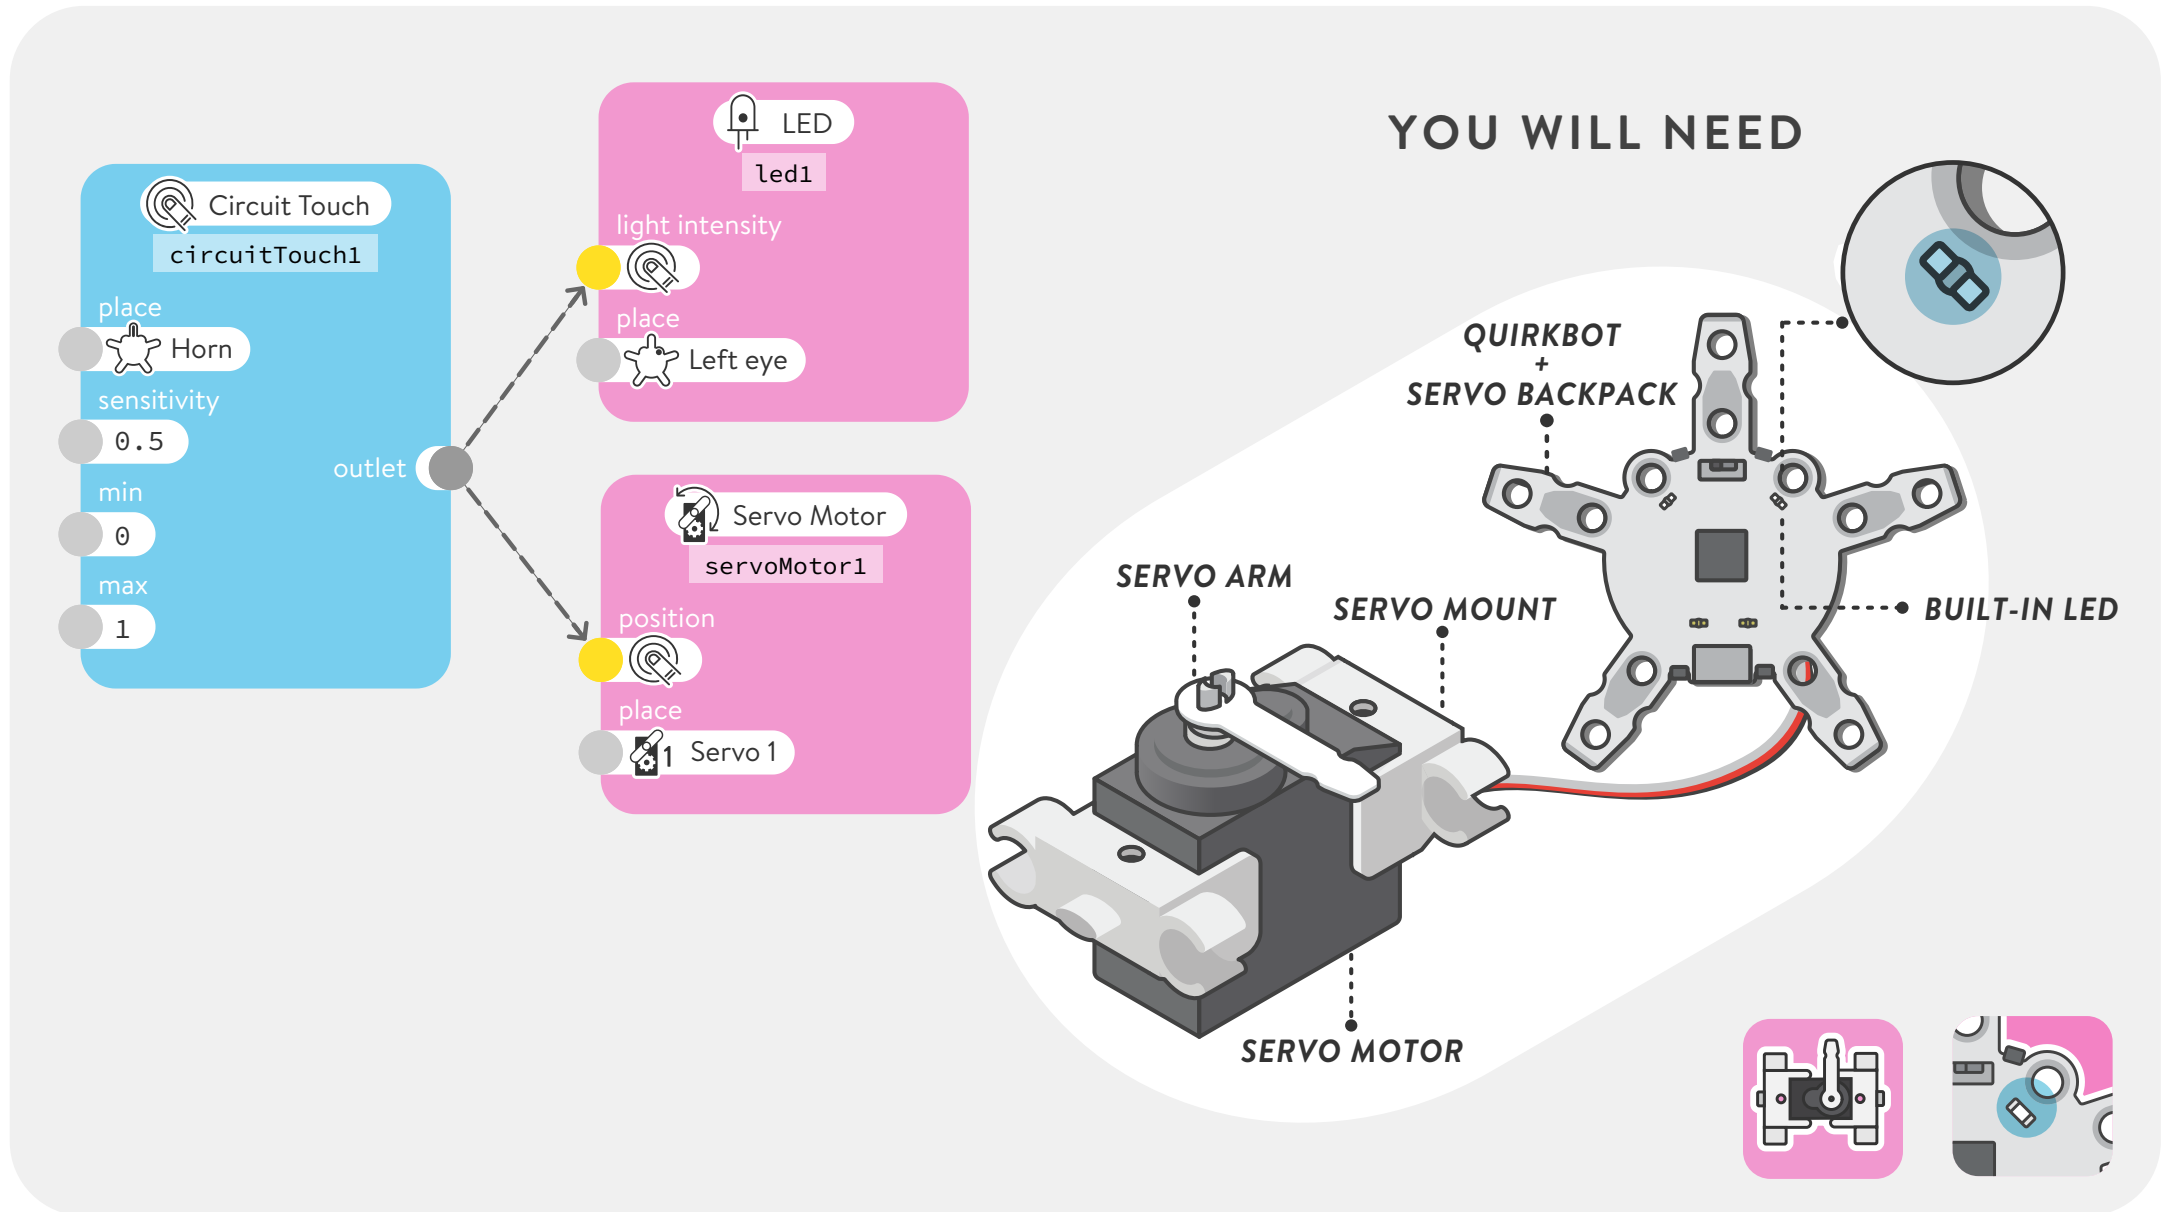 Circuit Touch
circuitTouch1
place
Horn
sensitivity
0.5
min
0
max
1
outlet
LED
led1
light intensity
place
Left eye
Servo Motor
servoMotor1
position
place
1 Servo 1
YOU WILL NEED
QUIRKBOT
+
SERVO BACKPACK
SERVO ARM
SERVO MOUNT
BUILT-IN LED
SERVO MOTOR